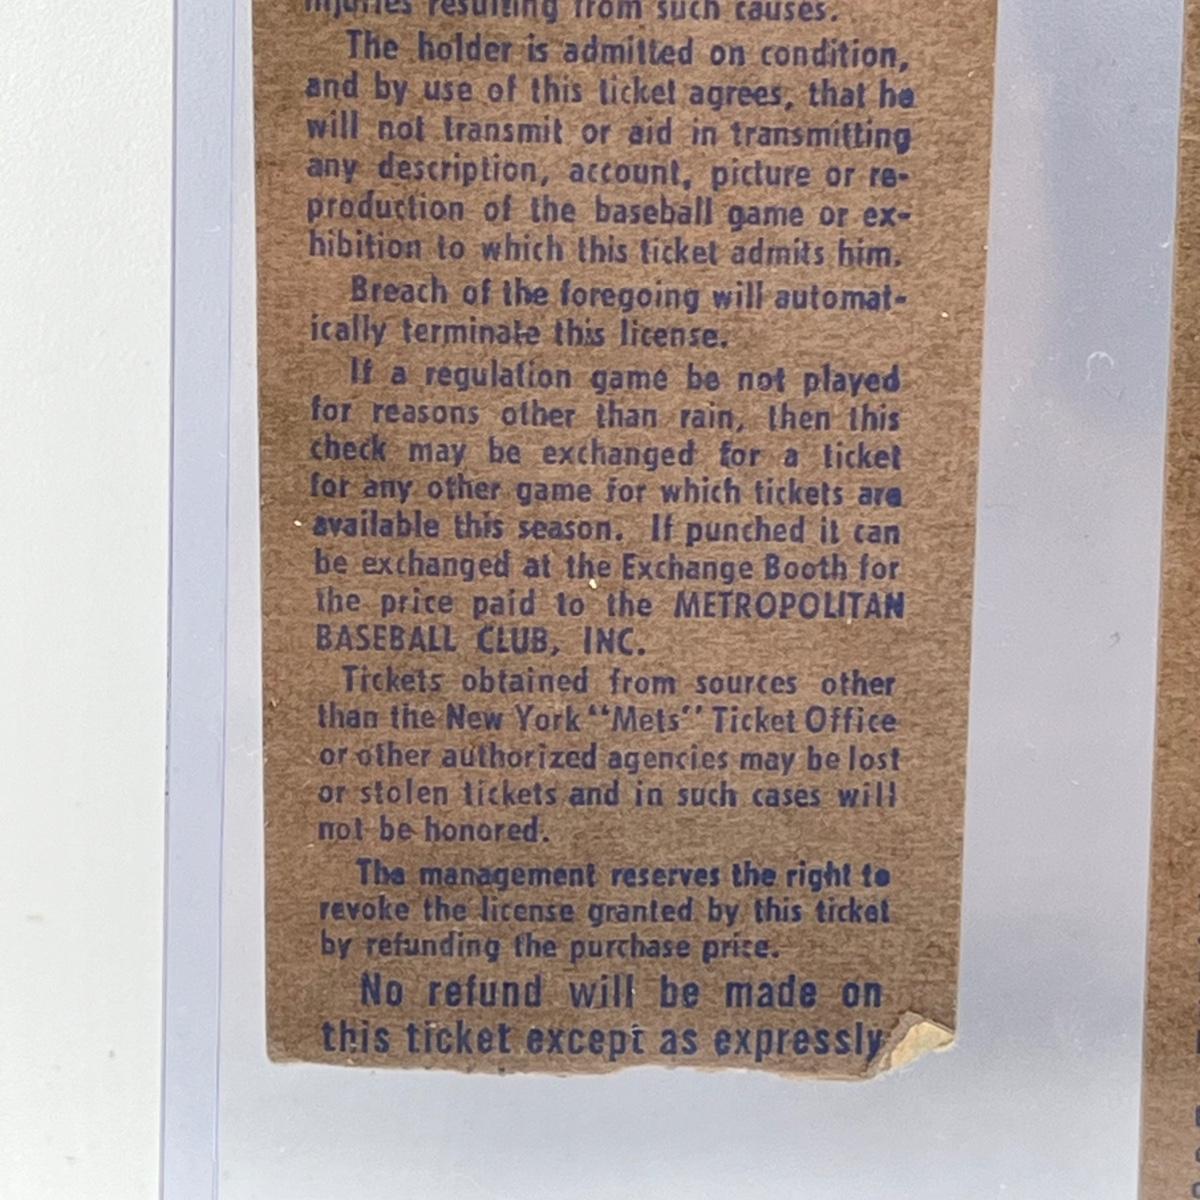 injuries resulting from such causes.
The holder is admitted on condition,
and by use of this ticket agrees, that he
will not transmit or aid in transmitting
any description, account, picture or re-
production of the baseball game or ex-
hibition to which this ticket admits him.
Breach of the foregoing will automat-
ically terminate this license.
If a regulation game be not played
for reasons other than rain, then this
check may be exchanged for a ticket
for any other game for which tickets are
available this season. If punched it can
be exchanged at the Exchange Booth for
the price paid to the METROPOLITAN
BASEBALL CLUB, INC.
Tickets obtained from sources other
than the New York “Mets” Ticket Office
or other authorized agencies may be lost
or stolen tickets and in such cases will
not be honored.
The management reserves the right to
revoke the license granted by this ticket
by refunding the purchase price.
No refund will be made on
this ticket except as expressly